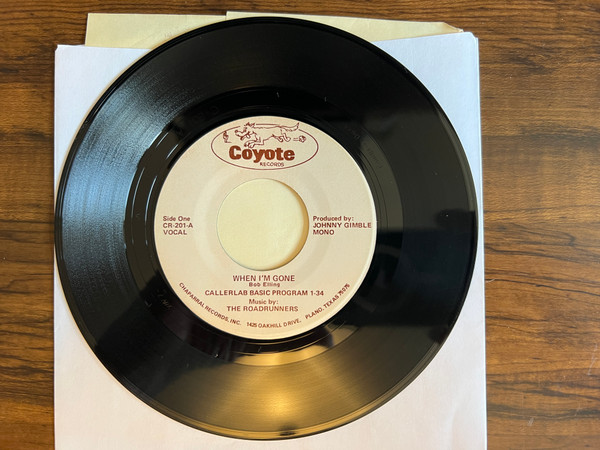 Coyote
RECORDS
Side One
CR-201-A
VOCAL
Produced by:
JOHNNY GIMBLE
MONO
WHEN I'M GONE
Bob Elling
CALLERLAB BASIC PROGRAM 1-34
Music by:
THE ROADRUNNERS
CHAPARRAL RECORDS, INC. 1425 OAKHILL DRIVE, PLANO, TEXAS 75075